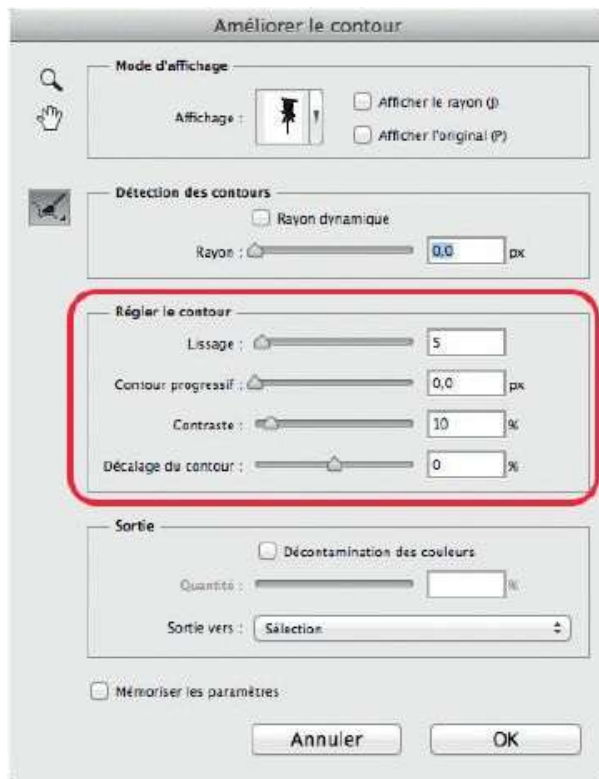 Améliorer le contour
Mode d'affichage
Affichage :
Afficher le rayon (J)
Afficher l'original (P)
Détection des contours
Rayon dynamique
Rayon : 0,0 px
Régler le contour
Lissage : 5
Contour progressif : 0,0 px
Contraste : 10 %
Décalage du contour : 0 %
Sortie
Décontamination des couleurs
Quantité : %
Sortie vers : Sélection
Mémoriser les paramètres
Annuler OK